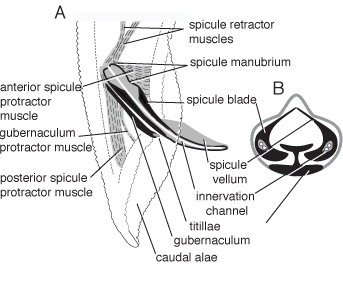 A
spicule retractor
muscles
spicule manubrium
anterior spicule
protractor
muscle
B
spicule blade
gubernaculum
protractor muscle
posterior spicule
protractor muscle
spicule
vellum
innervation
channel
titillae
gubernaculum
caudal alae